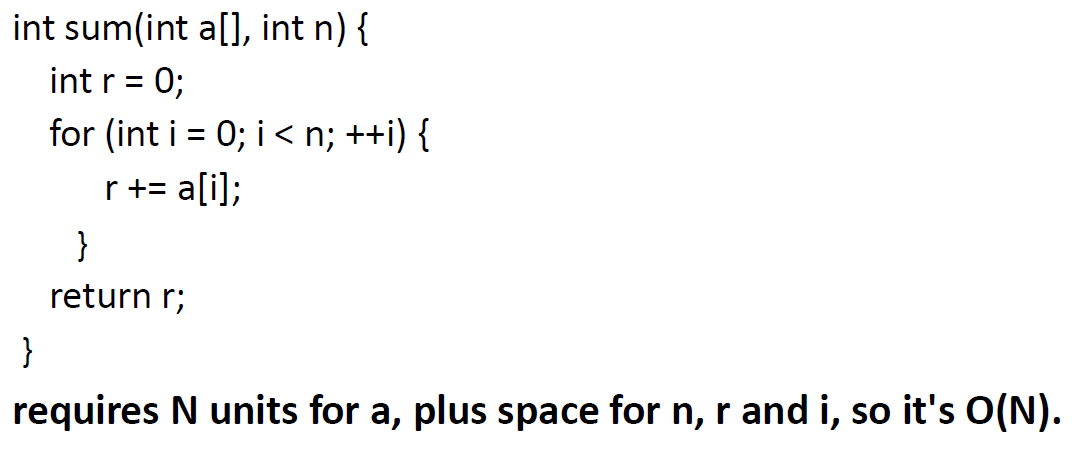 int sum(int a[], int n) {
int r = 0;
for (int i = 0; i < n; ++i) {
r += a[i];
}
return r;
}
requires N units for a, plus space for n, r and i, so it's O(N).